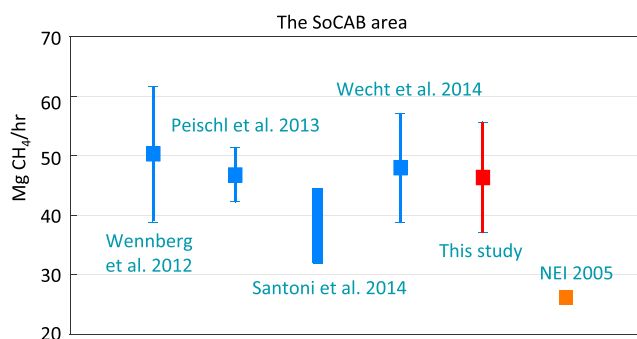 The SoCAB area
70
60
50
40
30
20
Mg CH₄/hr
Wennberg
et al. 2012
Peischl et al. 2013
Santoni et al. 2014
Wecht et al. 2014
This study
NEI 2005